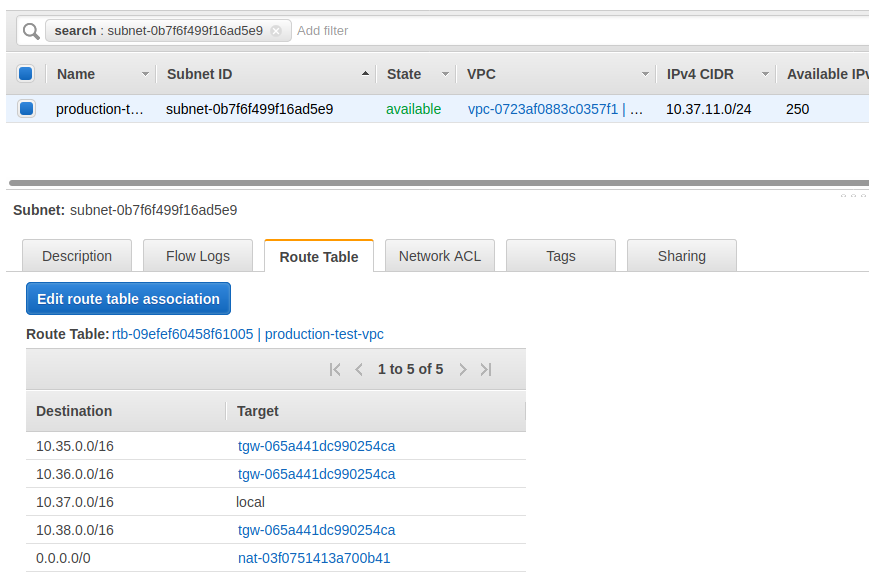 search : subnet-0b7f6f499f16ad5e9 Add filter
Name Subnet ID State VPC IPv4 CIDR Available IPv
production-t… subnet-0b7f6f499f16ad5e9 available vpc-0723af0883c0357f1 | … 10.37.11.0/24 250
Subnet: subnet-0b7f6f499f16ad5e9
Description Flow Logs Route Table Network ACL Tags Sharing
Edit route table association
Route Table: rtb-09efef60458f61005 | production-test-vpc
1 to 5 of 5
Destination Target
10.35.0.0/16 tgw-065a441dc990254ca
10.36.0.0/16 tgw-065a441dc990254ca
10.37.0.0/16 local
10.38.0.0/16 tgw-065a441dc990254ca
0.0.0.0/0 nat-03f0751413a700b41